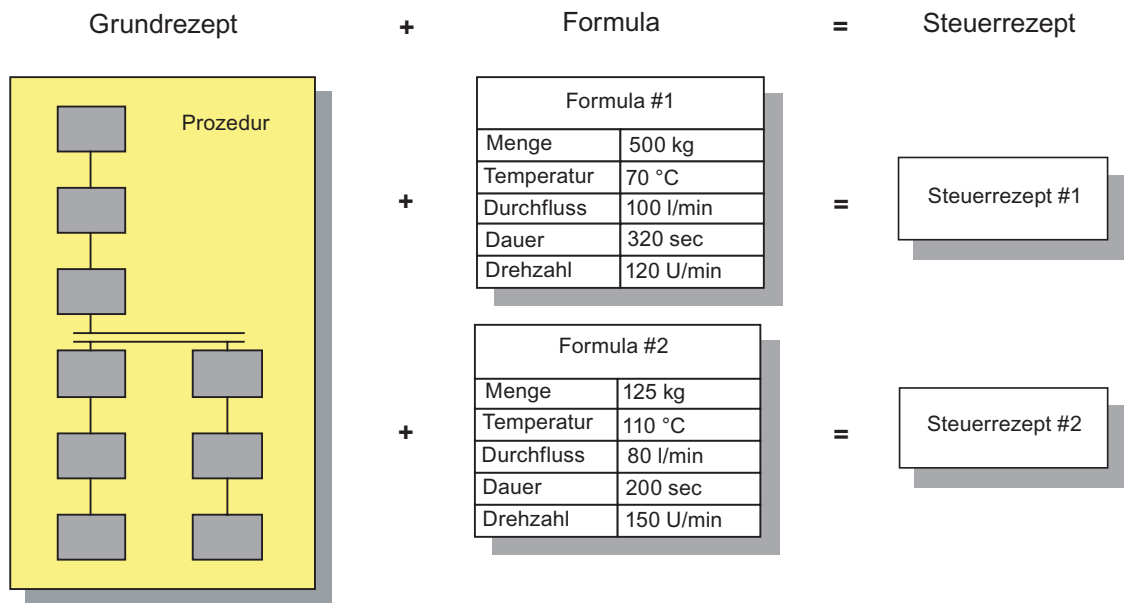 Grundrezept + Formula = Steuerrezept
Prozedur
+
Formula #1
Menge 500 kg
Temperatur 70 °C
Durchfluss 100 l/min
Dauer 320 sec
Drehzahl 120 U/min
=
Steuerrezept #1
+
Formula #2
Menge 125 kg
Temperatur 110 °C
Durchfluss 80 l/min
Dauer 200 sec
Drehzahl 150 U/min
=
Steuerrezept #2